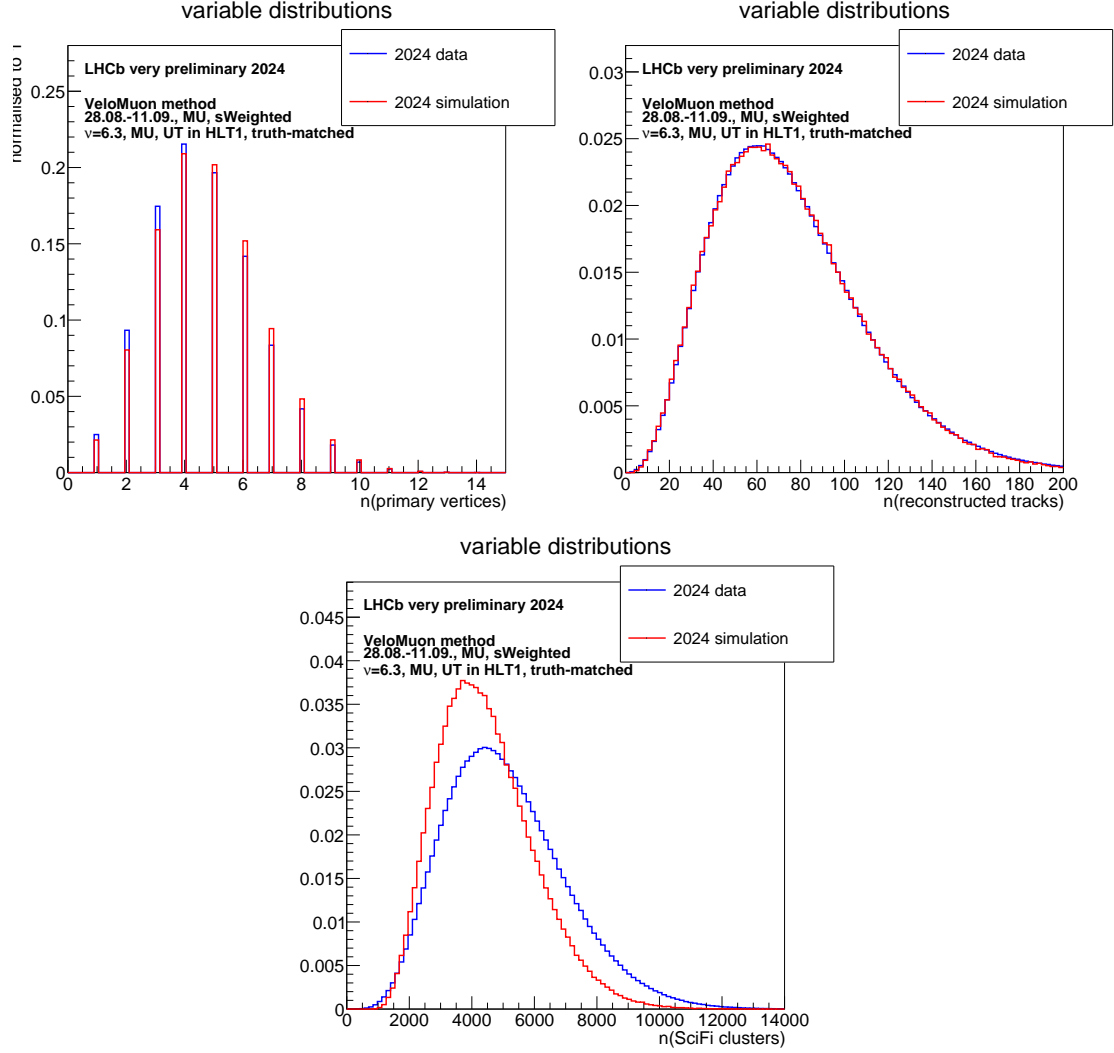 variable distributions
normalised to 1
LHCb very preliminary 2024
VeloMuon method
28.08.-11.09., MU, sWeighted
ν=6.3, MU, UT in HLT1, truth-matched
2024 data
2024 simulation
0.25
0.2
0.15
0.1
0.05
0
0 2 4 6 8 10 12 14
n(primary vertices)
variable distributions
LHCb very preliminary 2024
VeloMuon method
28.08.-11.09., MU, sWeighted
ν=6.3, MU, UT in HLT1, truth-matched
2024 data
2024 simulation
0.03
0.025
0.02
0.015
0.01
0.005
0
0 20 40 60 80 100 120 140 160 180 200
n(reconstructed tracks)
variable distributions
LHCb very preliminary 2024
VeloMuon method
28.08.-11.09., MU, sWeighted
ν=6.3, MU, UT in HLT1, truth-matched
2024 data
2024 simulation
0.045
0.04
0.035
0.03
0.025
0.02
0.015
0.01
0.005
0
0 2000 4000 6000 8000 10000 12000 14000
n(SciFi clusters)